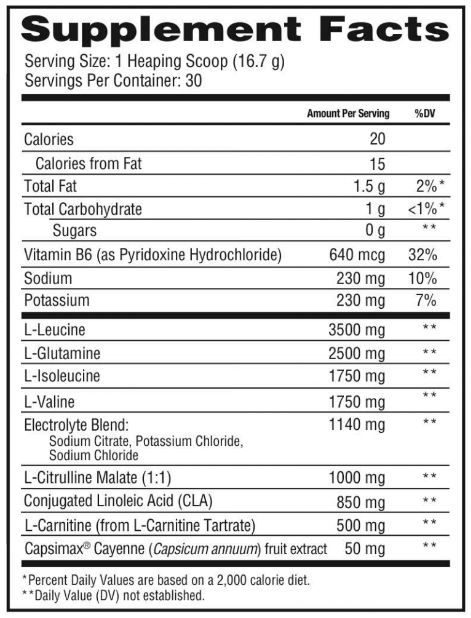 Supplement Facts
Serving Size: 1 Heaping Scoop (16.7 g)
Servings Per Container: 30
Amount Per Serving %DV
Calories 20
Calories from Fat 15
Total Fat 1.5 g 2%*
Total Carbohydrate 1 g <1%*
Sugars 0 g **
Vitamin B6 (as Pyridoxine Hydrochloride) 640 mcg 32%
Sodium 230 mg 10%
Potassium 230 mg 7%
L-Leucine 3500 mg **
L-Glutamine 2500 mg **
L-Isoleucine 1750 mg **
L-Valine 1750 mg **
Electrolyte Blend: 1140 mg **
Sodium Citrate, Potassium Chloride,
Sodium Chloride
L-Citrulline Malate (1:1) 1000 mg **
Conjugated Linoleic Acid (CLA) 850 mg **
L-Carnitine (from L-Carnitine Tartrate) 500 mg **
Capsimax® Cayenne (Capsicum annuum) fruit extract 50 mg **
*Percent Daily Values are based on a 2,000 calorie diet.
**Daily Value (DV) not established.